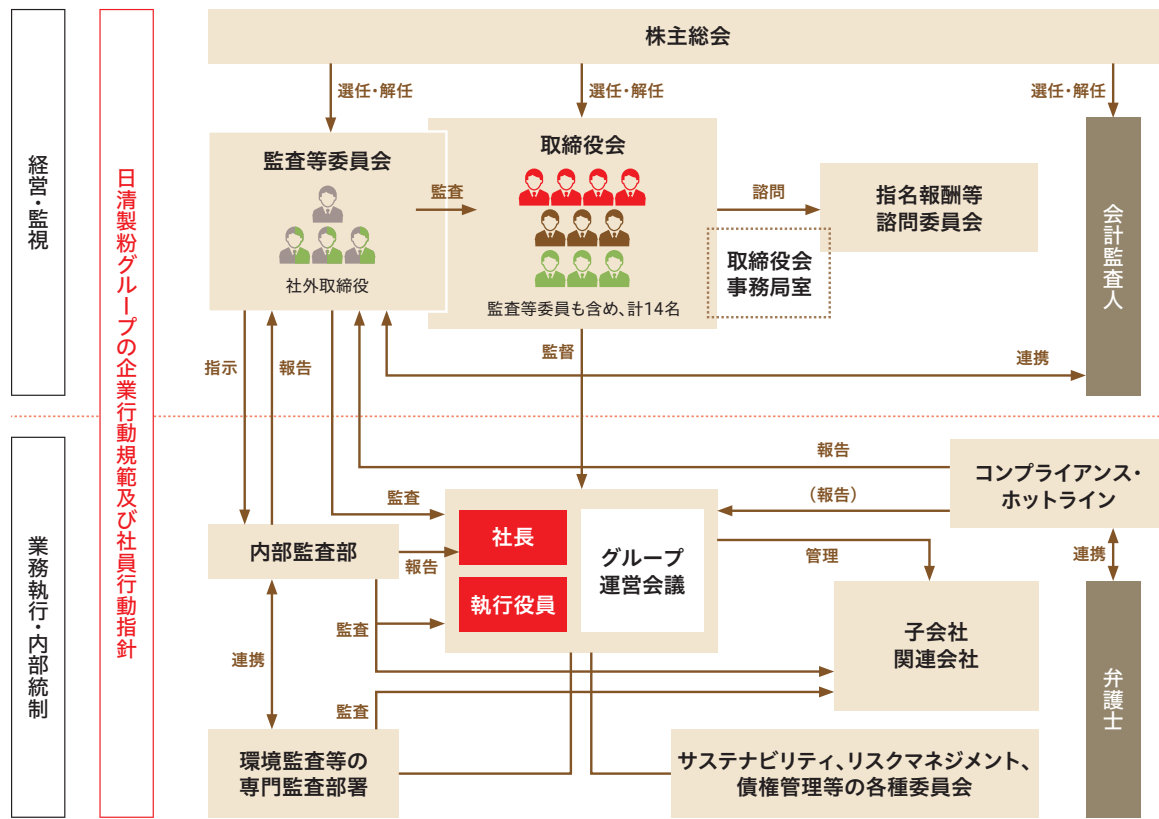 株主総会
選任・解任
選任・解任
選任・解任
経営・監視
日清製粉グループの企業行動規範及び社員行動指針
監査等委員会
社外取締役
監査
取締役会
監査等委員も含め、計14名
諮問
指名報酬等
諮問委員会
取締役会
事務局室
会計監査人
指示
報告
監督
連携
業務執行・内部統制
報告
(報告)
コンプライアンス・
ホットライン
監査
内部監査部
報告
社長
執行役員
グループ
運営会議
管理
連携
監査
子会社
関連会社
連携
監査
弁護士
環境監査等の
専門監査部署
サステナビリティ、リスクマネジメント、
債権管理等の各種委員会